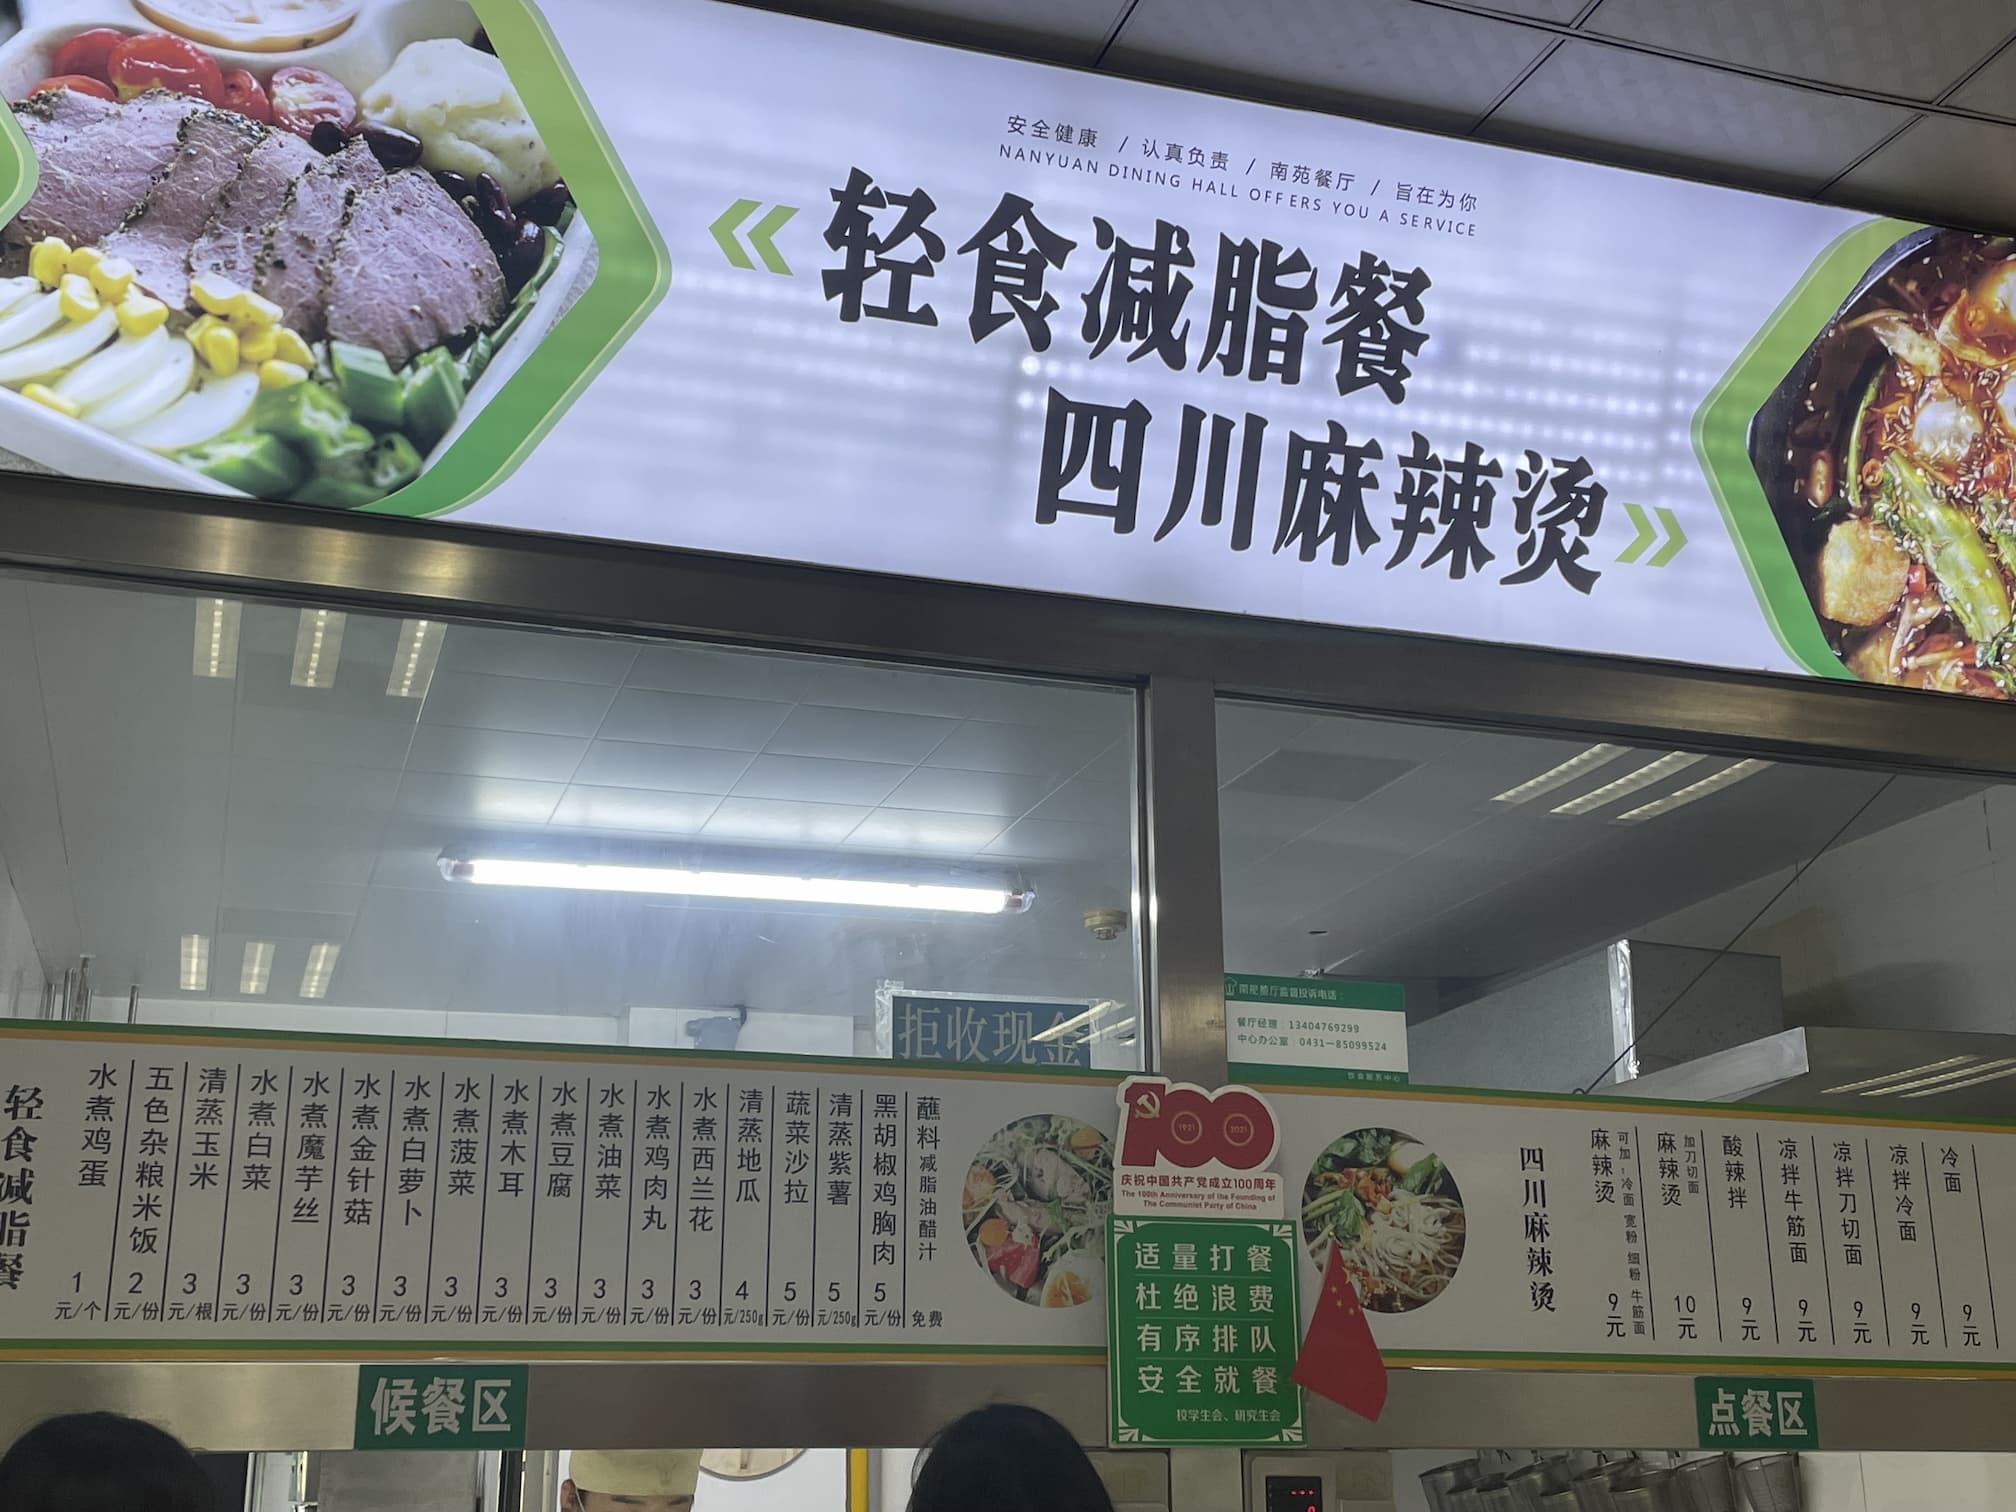 安全健康 / 认真负责 / 南苑餐厅 / 旨在为你
NANYUAN DINING HALL OFFERS YOU A SERVICE
轻食减脂餐
四川麻辣烫
拒收现金
南苑餐厅监督投诉电话：
餐厅经理：13404769299
中心办公室：0431—85099524
饮食服务中心
轻食减脂餐
水煮鸡蛋 1元/个
五色杂粮米饭 2元/份
清蒸玉米 3元/根
水煮白菜 3元/份
水煮魔芋丝 3元/份
水煮金针菇 3元/份
水煮白萝卜 3元/份
水煮菠菜 3元/份
水煮木耳 3元/份
水煮豆腐 3元/份
水煮油菜 3元/份
水煮鸡肉丸 3元/份
水煮西兰花 3元/份
清蒸地瓜 4元/250g
蔬菜沙拉 5元/份
清蒸紫薯 5元/250g
黑胡椒鸡胸肉 5元/份
蘸料减脂油醋汁 免费
100
1921
2021
庆祝中国共产党成立100周年
The 100th Anniversary of the Founding of
The Communist Party of China
适量打餐
杜绝浪费
有序排队
安全就餐
校学生会、研究生会
四川麻辣烫
麻辣烫 可加：冷面 宽粉 细粉 牛筋面 9元
麻辣烫 加刀切面 10元
酸辣拌 9元
凉拌牛筋面 9元
凉拌刀切面 9元
凉拌冷面 9元
冷面 9元
候餐区
点餐区